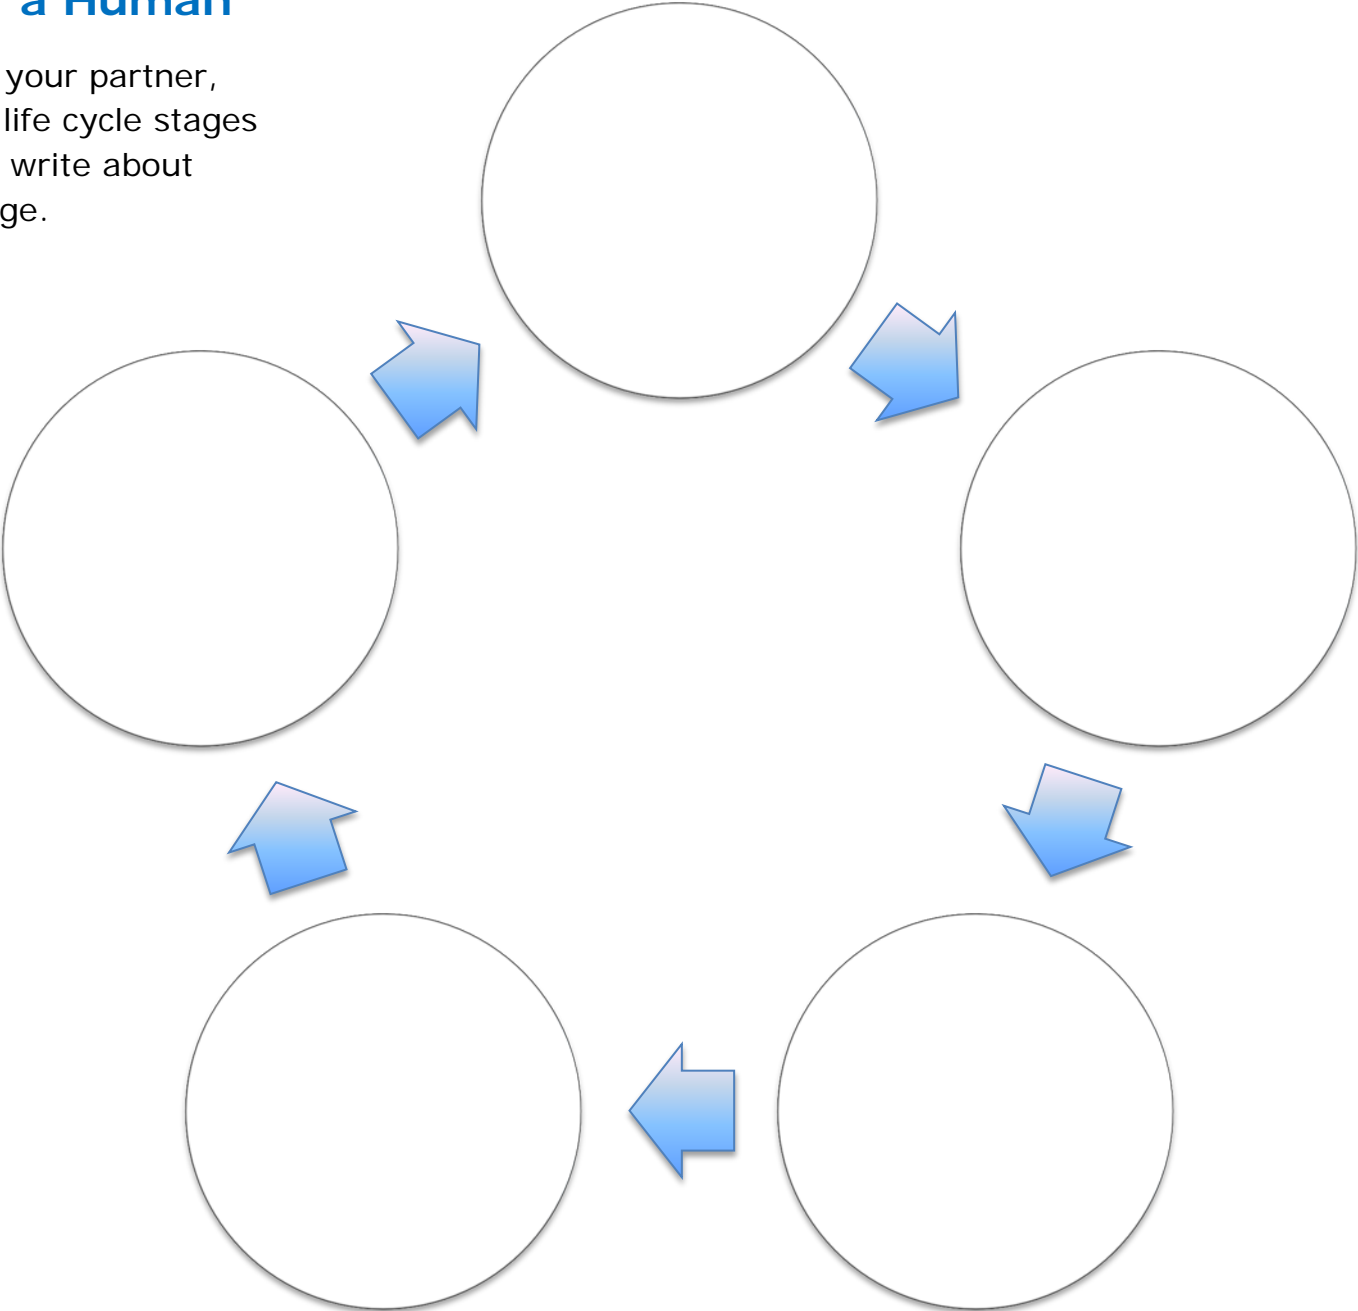 a Human
your partner,
life cycle stages
write about
ge.